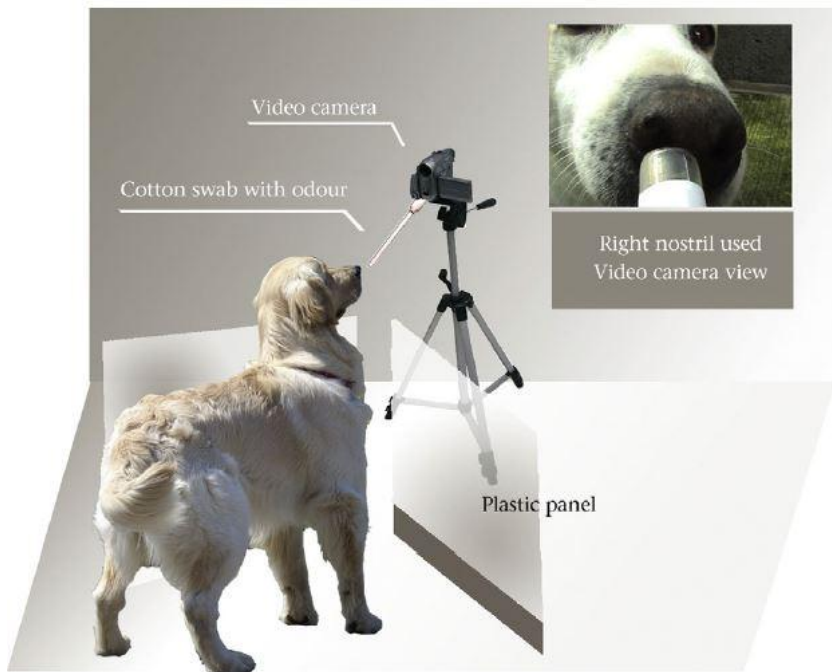 Video camera
Cotton swab with odour
Right nostril used
Video camera view
Plastic panel